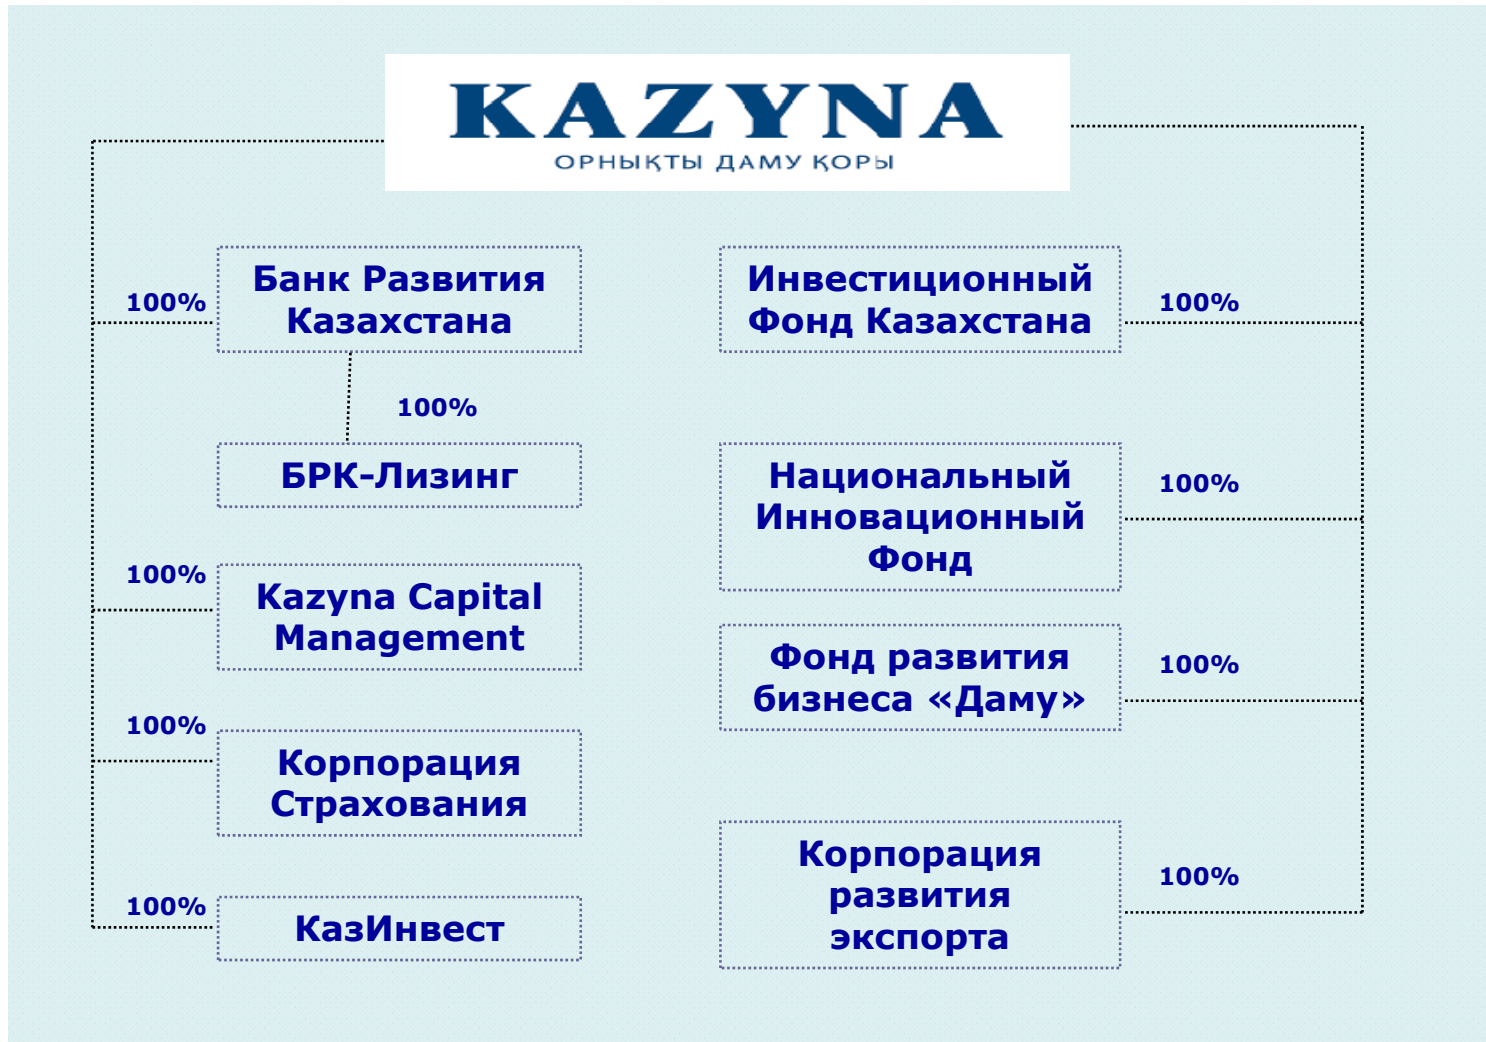 KAZYNA
ОРНЫҚТЫ ДАМУ ҚОРЫ
100%
Банк Развития
Казахстана
100%
БРК-Лизинг
100%
Kazyna Capital
Management
100%
Корпорация
Страхования
100%
КазИнвест
Инвестиционный
Фонд Казахстана
100%
Национальный
Инновационный
Фонд
100%
Фонд развития
бизнеса «Даму»
100%
Корпорация
развития
экспорта
100%